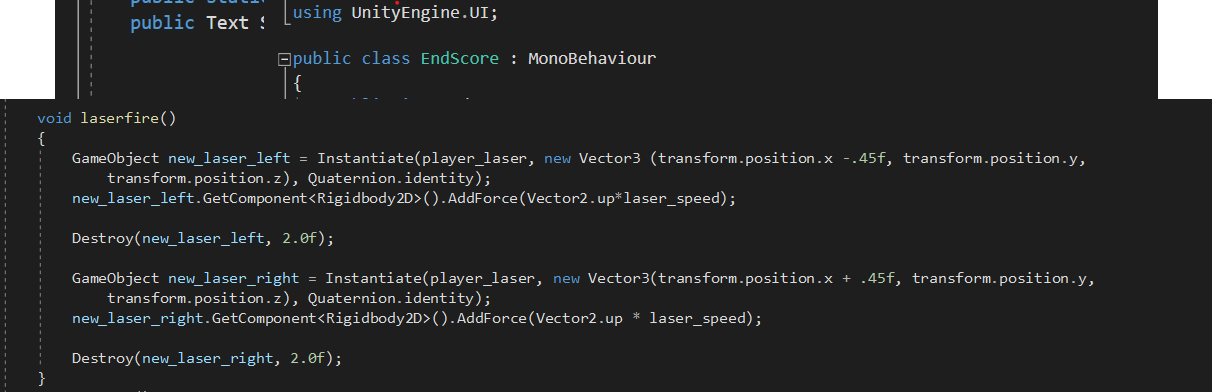 public Text S
using UnityEngine.UI;
public class EndScore : MonoBehaviour
{
void laserfire()
{
GameObject new_laser_left = Instantiate(player_laser, new Vector3 (transform.position.x -.45f, transform.position.y,
transform.position.z), Quaternion.identity);
new_laser_left.GetComponent<Rigidbody2D>().AddForce(Vector2.up*laser_speed);
Destroy(new_laser_left, 2.0f);
GameObject new_laser_right = Instantiate(player_laser, new Vector3(transform.position.x + .45f, transform.position.y,
transform.position.z), Quaternion.identity);
new_laser_right.GetComponent<Rigidbody2D>().AddForce(Vector2.up * laser_speed);
Destroy(new_laser_right, 2.0f);
}